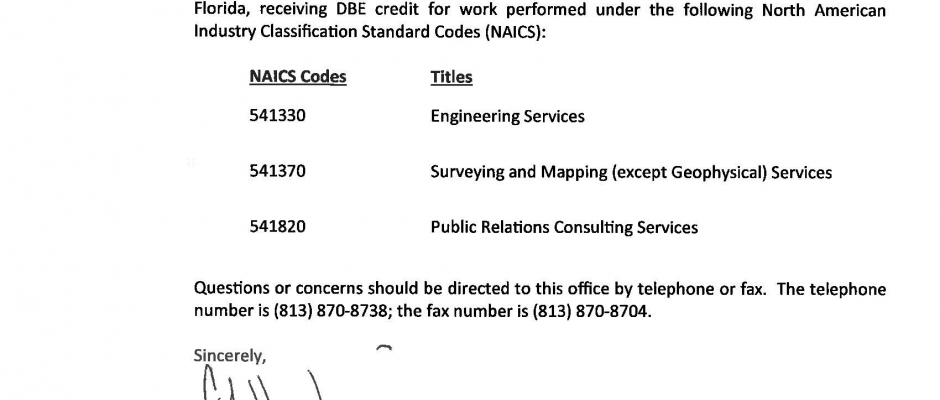 Florida, receiving DBE credit for work performed under the following North American
Industry Classification Standard Codes (NAICS):
NAICS Codes Titles
541330 Engineering Services
541370 Surveying and Mapping (except Geophysical) Services
541820 Public Relations Consulting Services
Questions or concerns should be directed to this office by telephone or fax. The telephone
number is (813) 870-8738; the fax number is (813) 870-8704.
Sincerely,